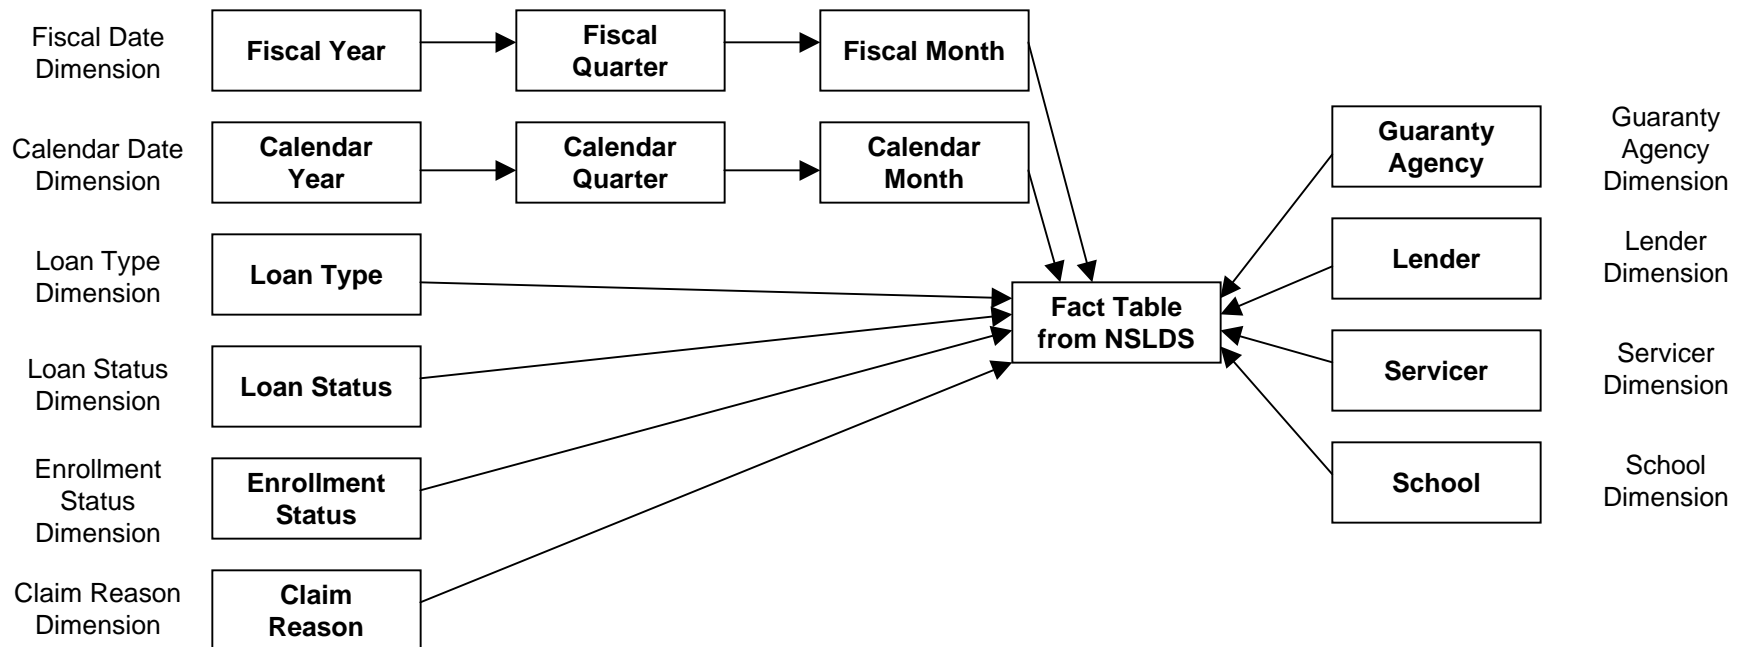 Fiscal Date
Dimension
Fiscal Year
Fiscal
Quarter
Fiscal Month
Calendar Date
Dimension
Calendar
Year
Calendar
Quarter
Calendar
Month
Loan Type
Dimension
Loan Type
Loan Status
Dimension
Loan Status
Enrollment
Status
Dimension
Enrollment
Status
Claim Reason
Dimension
Claim
Reason
Fact Table
from NSLDS
Guaranty
Agency
Guaranty
Agency
Dimension
Lender
Lender
Dimension
Servicer
Servicer
Dimension
School
School
Dimension